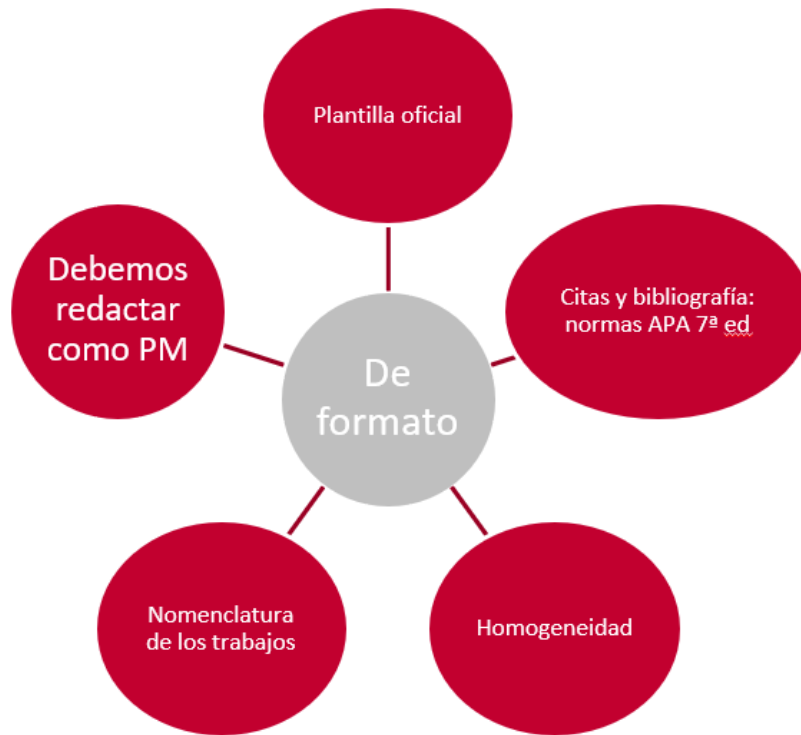 Plantilla oficial
Debemos
redactar
como PM
Citas y bibliografía:
normas APA 7ª ed
De
formato
Nomenclatura
de los trabajos
Homogeneidad